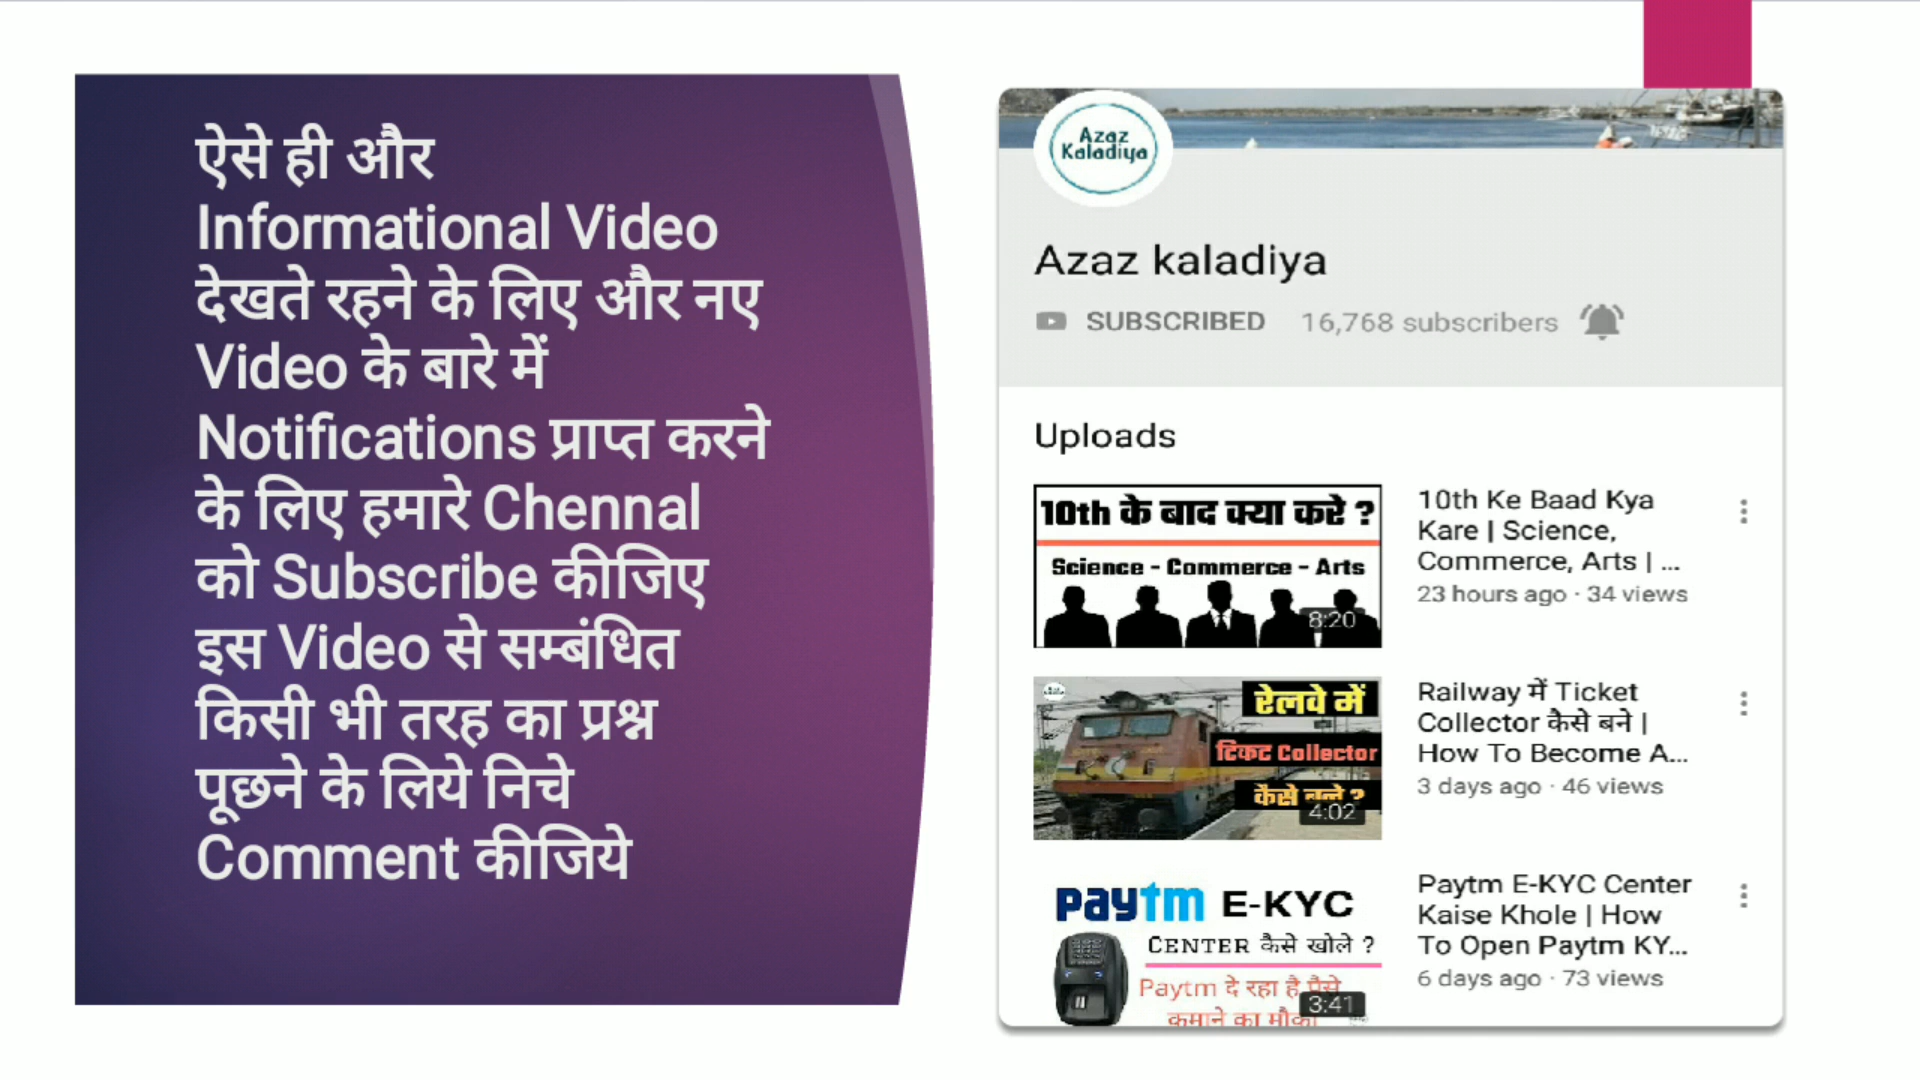 ऐसे ही और
Informational Video
देखते रहने के लिए और नए
Video के बारे में
Notifications प्राप्त करने
के लिए हमारे Chennal
को Subscribe कीजिए
इस Video से सम्बंधित
किसी भी तरह का प्रश्न
पूछने के लिये निचे
Comment कीजिये
Azaz
Kaladiya
Azaz kaladiya
SUBSCRIBED 16,768 subscribers
Uploads
10th के बाद क्या करे ?
Science - Commerce - Arts
8:20
10th Ke Baad Kya
Kare | Science,
Commerce, Arts | ...
23 hours ago · 34 views
रेलवे में
टिकट Collector
कैसे बने ?
4:02
Railway में Ticket
Collector कैसे बने |
How To Become A...
3 days ago · 46 views
paytm E-KYC
CENTER कैसे खोले ?
Paytm दे रहा है पैसे
कमाने का मौका
3:41
Paytm E-KYC Center
Kaise Khole | How
To Open Paytm KY...
6 days ago · 73 views